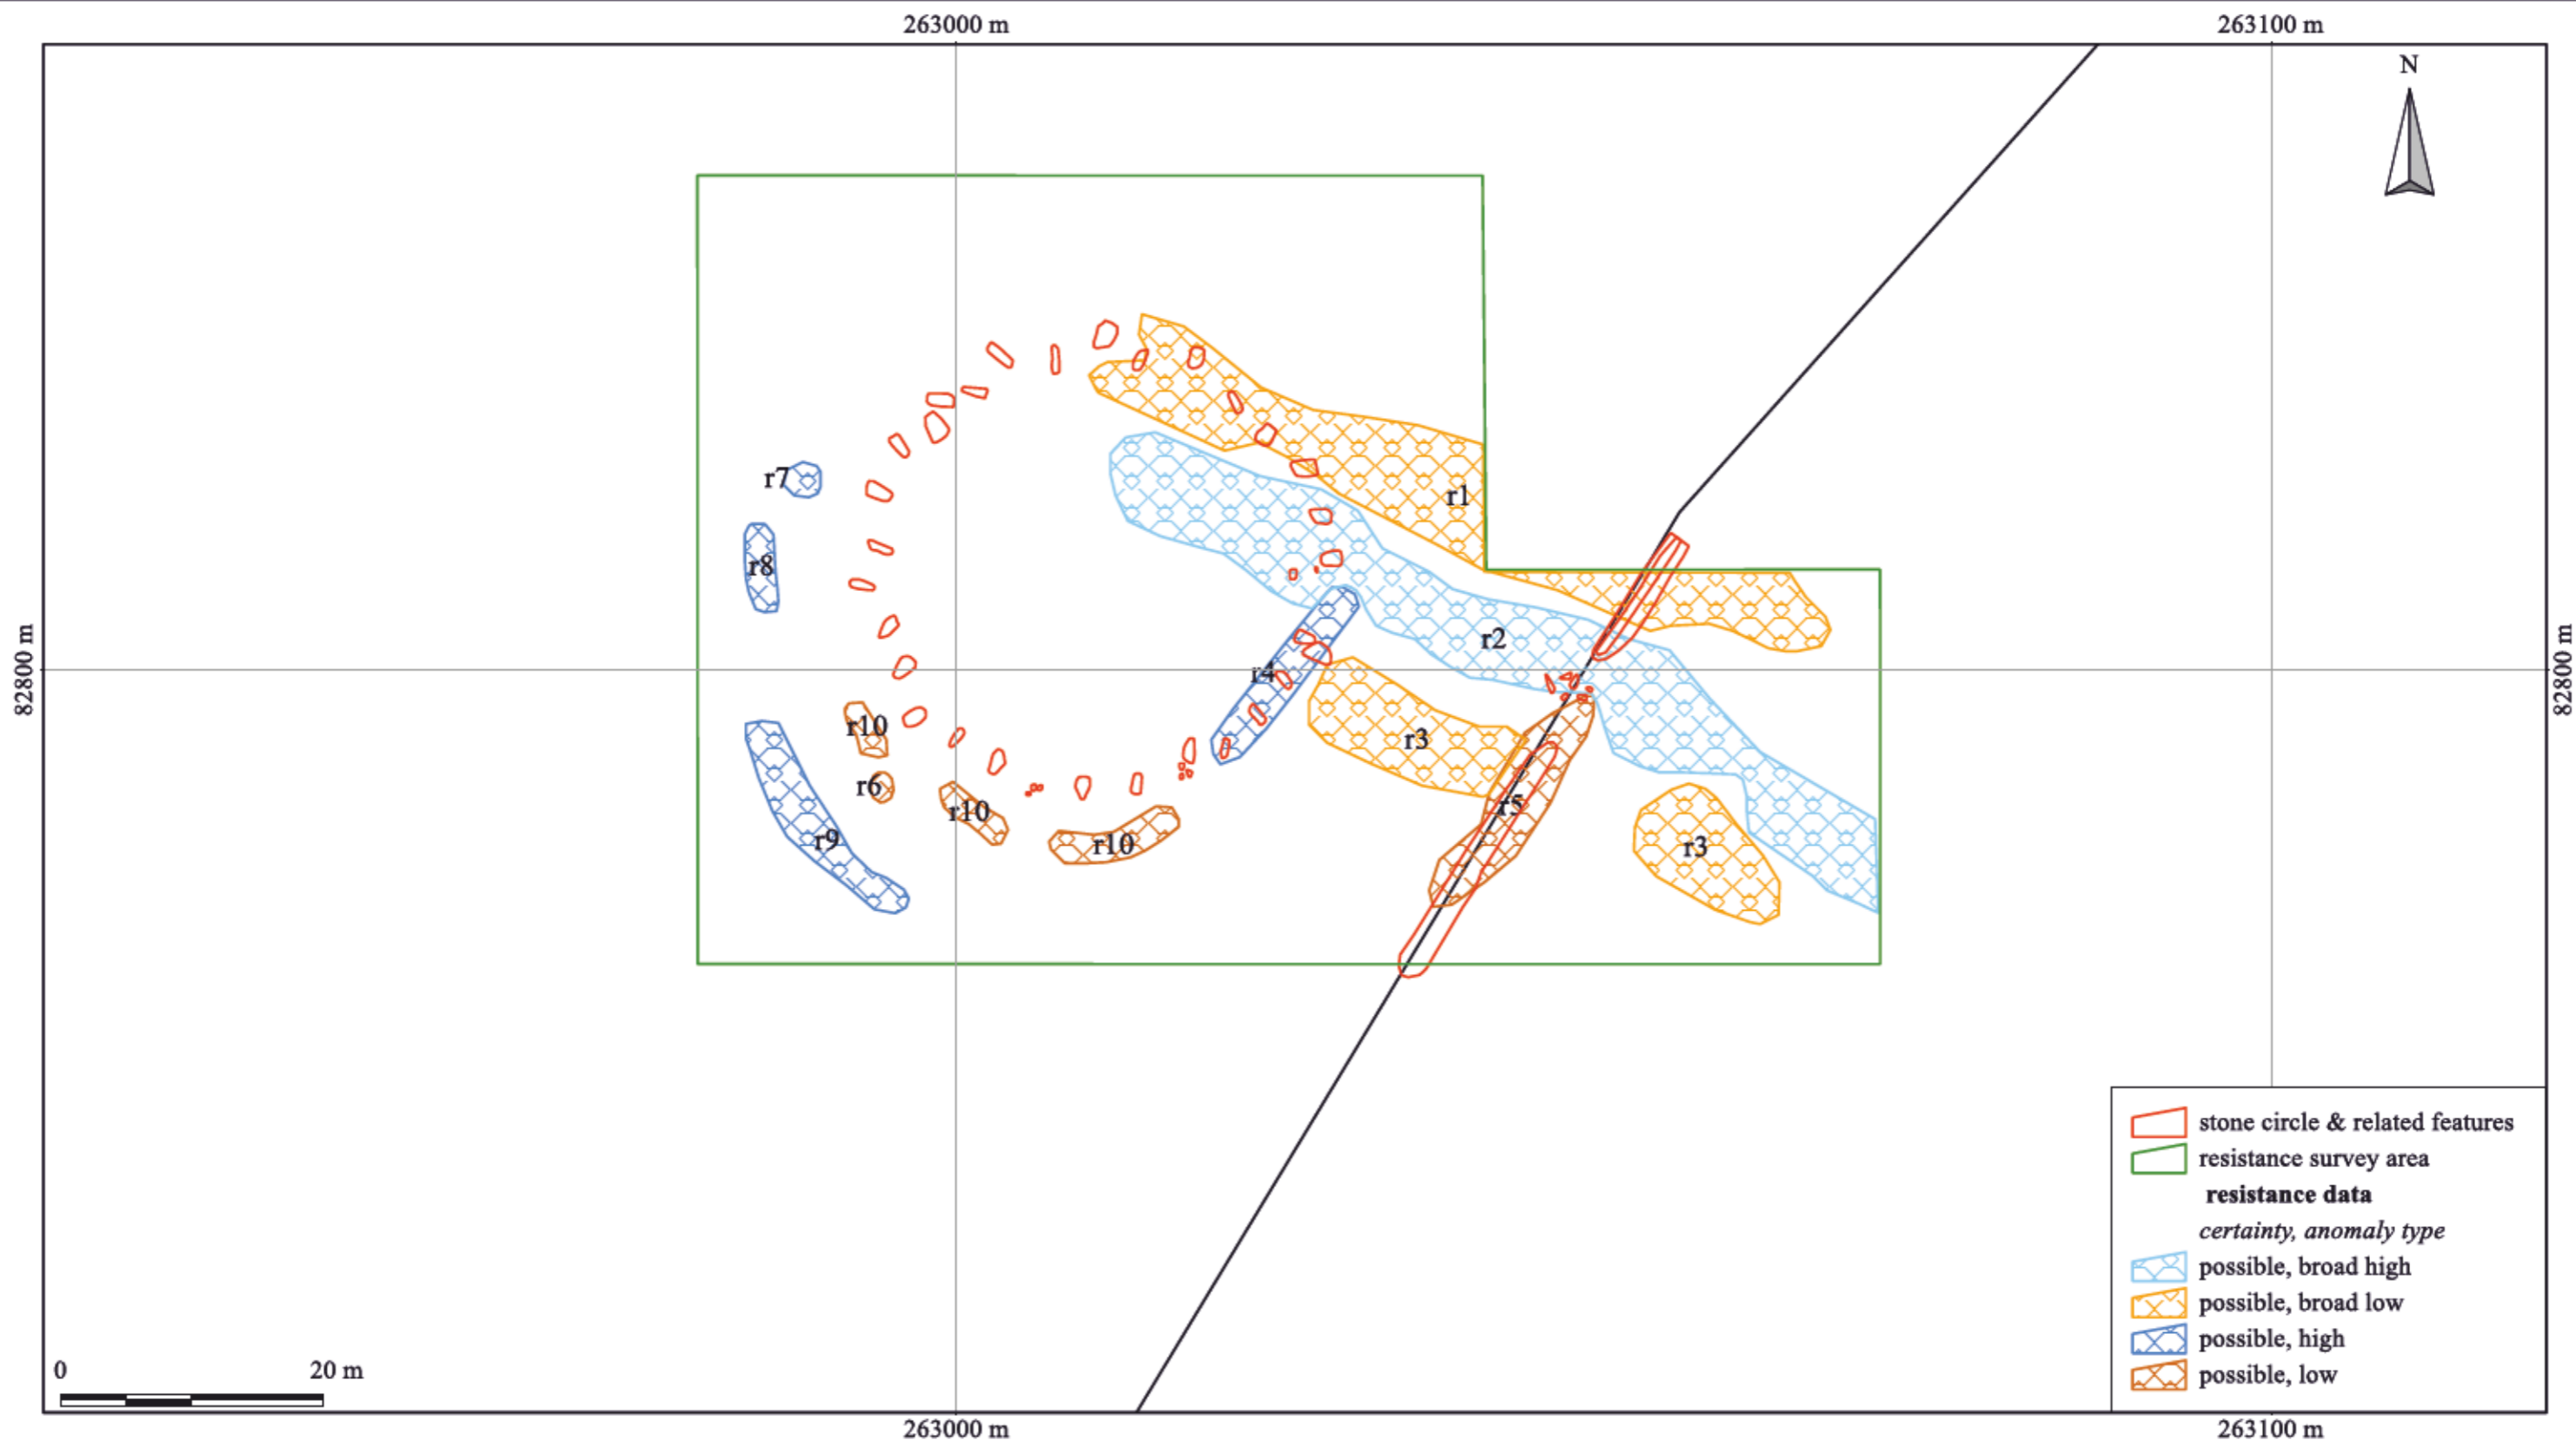 263000 m
263100 m
N
r1
r7
r8
r2
82800 m
82800 m
r4
r10
r3
r6
r5
r10
r9
r10
r3
stone circle & related features
resistance survey area
resistance data
certainty, anomaly type
possible, broad high
possible, broad low
possible, high
possible, low
0
20 m
263000 m
263100 m